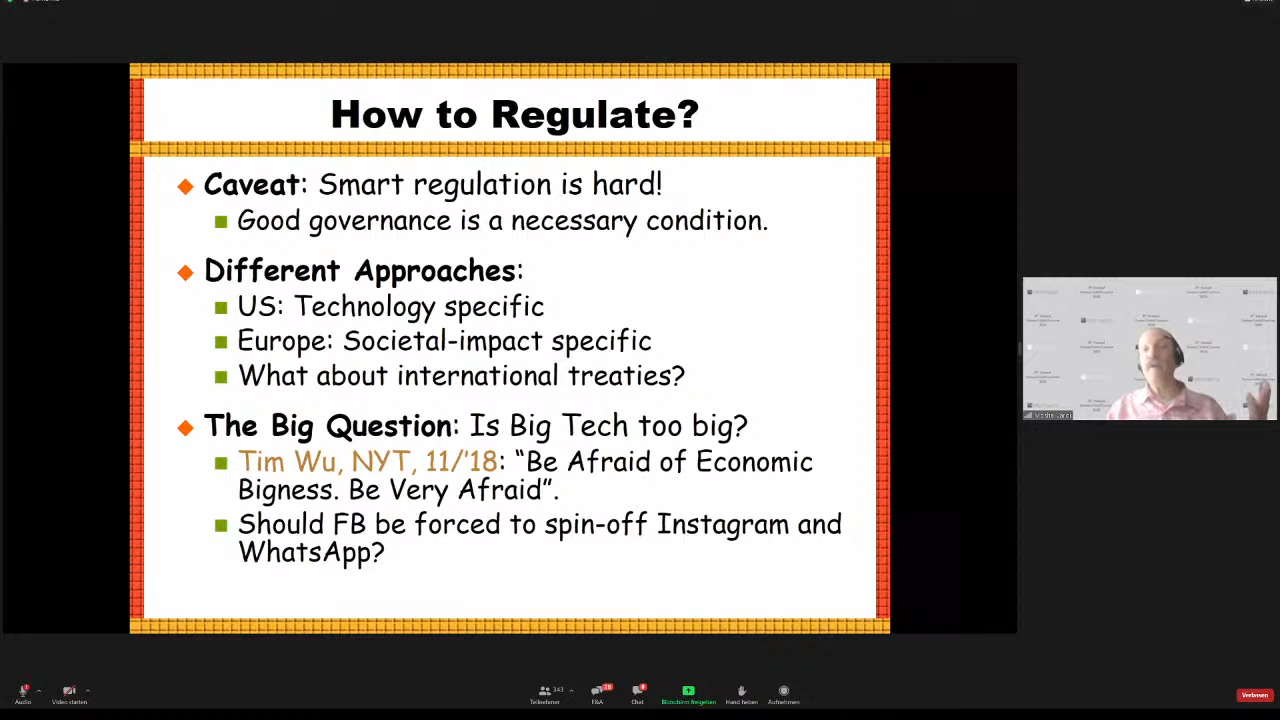 How to Regulate?
Caveat: Smart regulation is hard!
Good governance is a necessary condition.
Different Approaches:
US: Technology specific
Europe: Societal-impact specific
What about international treaties?
The Big Question: Is Big Tech too big?
Tim Wu, NYT, 11/'18: “Be Afraid of Economic
Bigness. Be Very Afraid”.
Should FB be forced to spin-off Instagram and
WhatsApp?
Audio
Video starten
343
Teilnehmer
28
F&A
Chat
Bildschirm freigeben
Hand heben
Aufnehmen
Verlassen